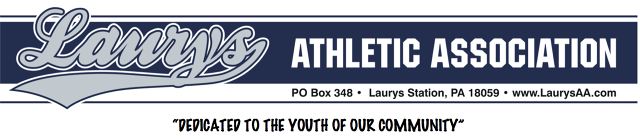 Laurys ATHLETIC ASSOCIATION
PO Box 348 • Laurys Station, PA 18059 • www.LaurysAA.com
"DEDICATED TO THE YOUTH OF OUR COMMUNITY"